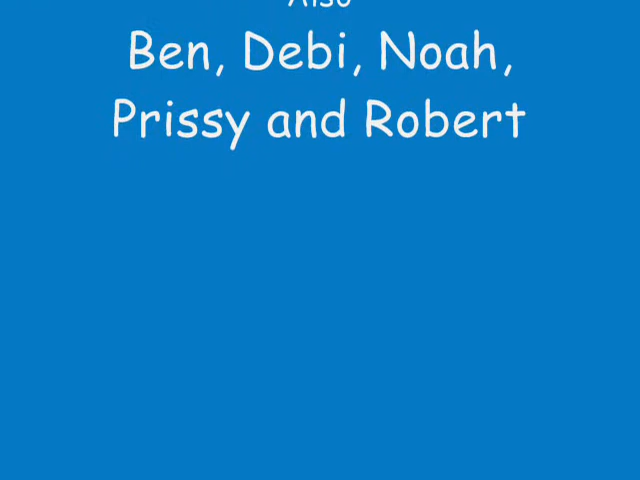 Also
Ben, Debi, Noah,
Prissy and Robert